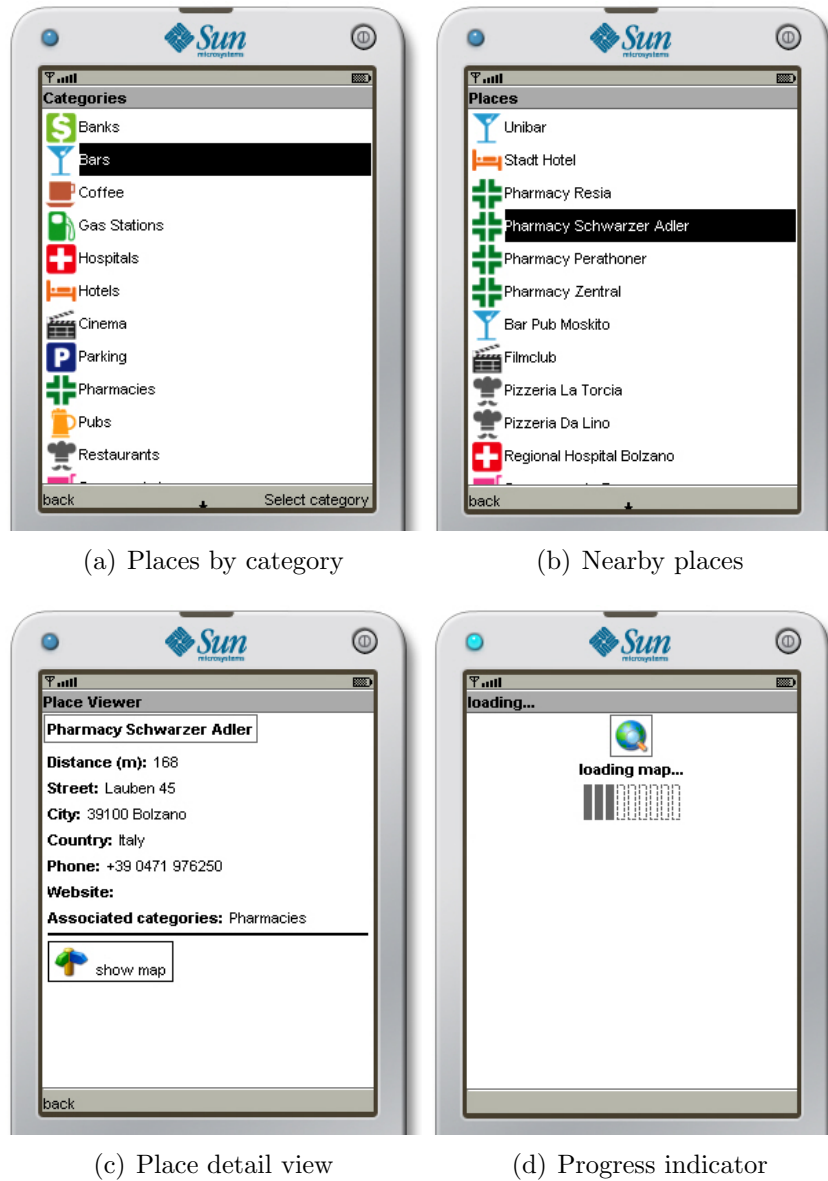 Sun
microsystems
Categories
Banks
Bars
Coffee
Gas Stations
Hospitals
Hotels
Cinema
P Parking
Pharmacies
Pubs
Restaurants
back Select category
(a) Places by category
Sun
microsystems
Places
Unibar
Stadt Hotel
Pharmacy Resia
Pharmacy Schwarzer Adler
Pharmacy Perathoner
Pharmacy Zentral
Bar Pub Moskito
Filmclub
Pizzeria La Torcia
Pizzeria Da Lino
Regional Hospital Bolzano
back
(b) Nearby places
Sun
microsystems
Place Viewer
Pharmacy Schwarzer Adler
Distance (m): 168
Street: Lauben 45
City: 39100 Bolzano
Country: Italy
Phone: +39 0471 976250
Website:
Associated categories: Pharmacies
show map
back
(c) Place detail view
Sun
microsystems
loading...
loading map...
(d) Progress indicator